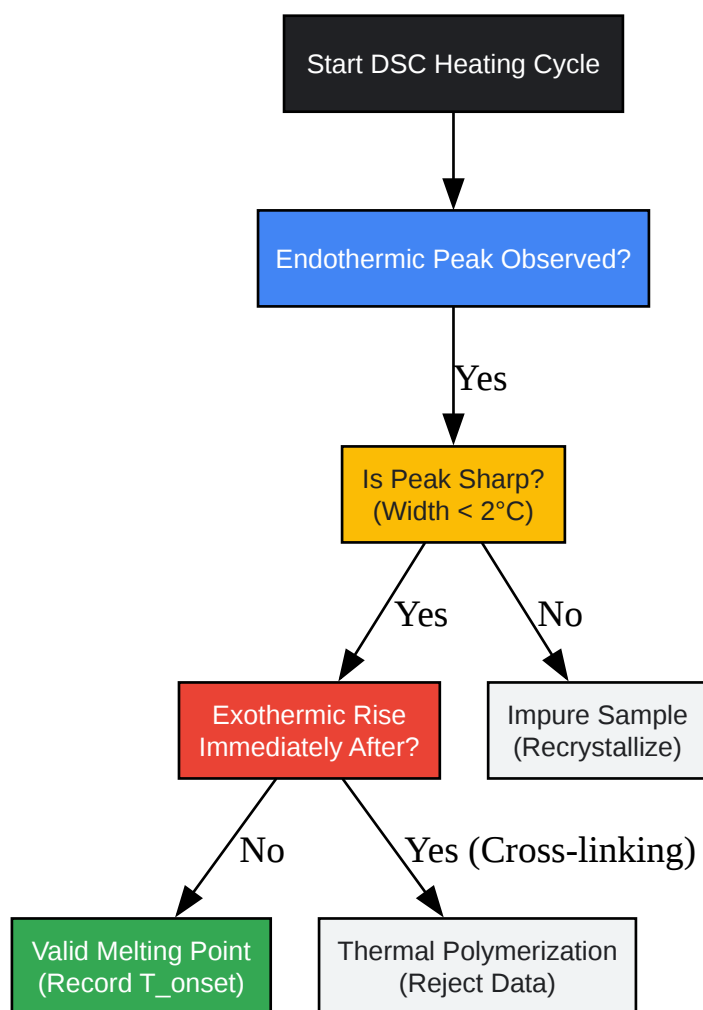 Start DSC Heating Cycle
Endothermic Peak Observed?
Yes
Is Peak Sharp?
(Width < 2°C)
Yes
No
Exothermic Rise
Immediately After?
Impure Sample
(Recrystallize)
No
Yes (Cross-linking)
Valid Melting Point
(Record T_onset)
Thermal Polymerization
(Reject Data)